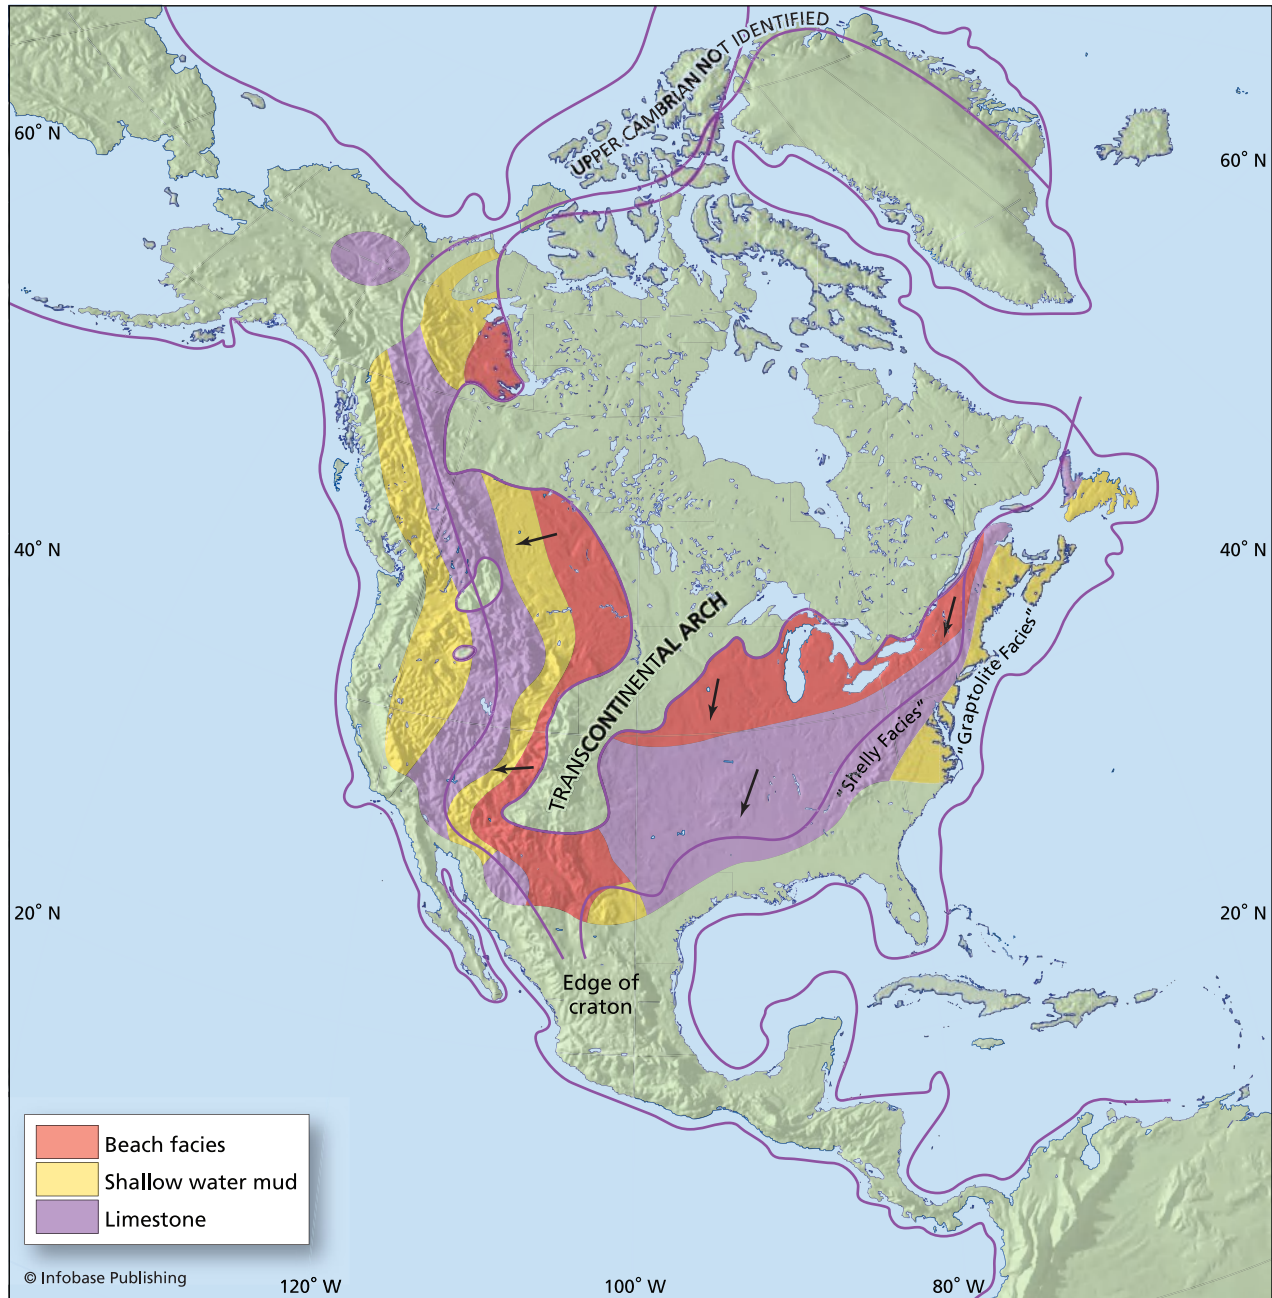 UPPER CAMBRIAN NOT IDENTIFIED
60° N
60° N
40° N
40° N
TRANSCONTINENTAL ARCH
"Shelly Facies"
"Graptolite Facies"
20° N
20° N
Edge of
craton
Beach facies
Shallow water mud
Limestone
© Infobase Publishing
120° W
100° W
80° W